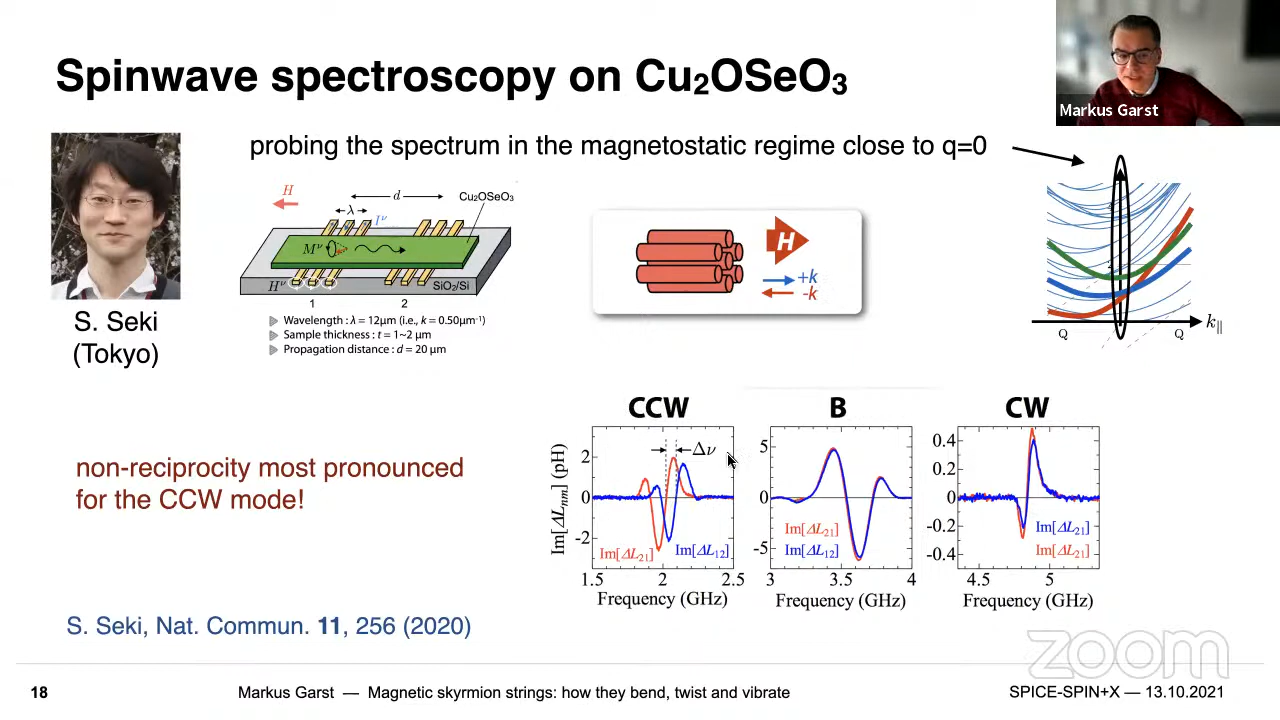 Spinwave spectroscopy on Cu₂OSeO₃
Markus Garst
probing the spectrum in the magnetostatic regime close to q=0
H
d
λ
Iᵛ
Cu₂OSeO₃
Mᵛ
Hᵛ
SiO₂/Si
1
2
Wavelength : λ = 12μm (i.e., k = 0.50μm⁻¹)
Sample thickness : t = 1~2 μm
Propagation distance : d = 20 μm
H
+k
-k
k∥
Q
Q
S. Seki
(Tokyo)
CCW
B
CW
non-reciprocity most pronounced
for the CCW mode!
Im[ΔLₙₘ] (pH)
2
0
-2
Δν
Im[ΔL₂₁]
Im[ΔL₁₂]
1.5
2
2.5
Frequency (GHz)
5
0
-5
Im[ΔL₂₁]
Im[ΔL₁₂]
3
3.5
4
Frequency (GHz)
0.4
0.2
0
-0.2
-0.4
Im[ΔL₂₁]
Im[ΔL₂₁]
4.5
5
Frequency (GHz)
S. Seki, Nat. Commun. 11, 256 (2020)
zoom
18
Markus Garst — Magnetic skyrmion strings: how they bend, twist and vibrate
SPICE-SPIN+X — 13.10.2021